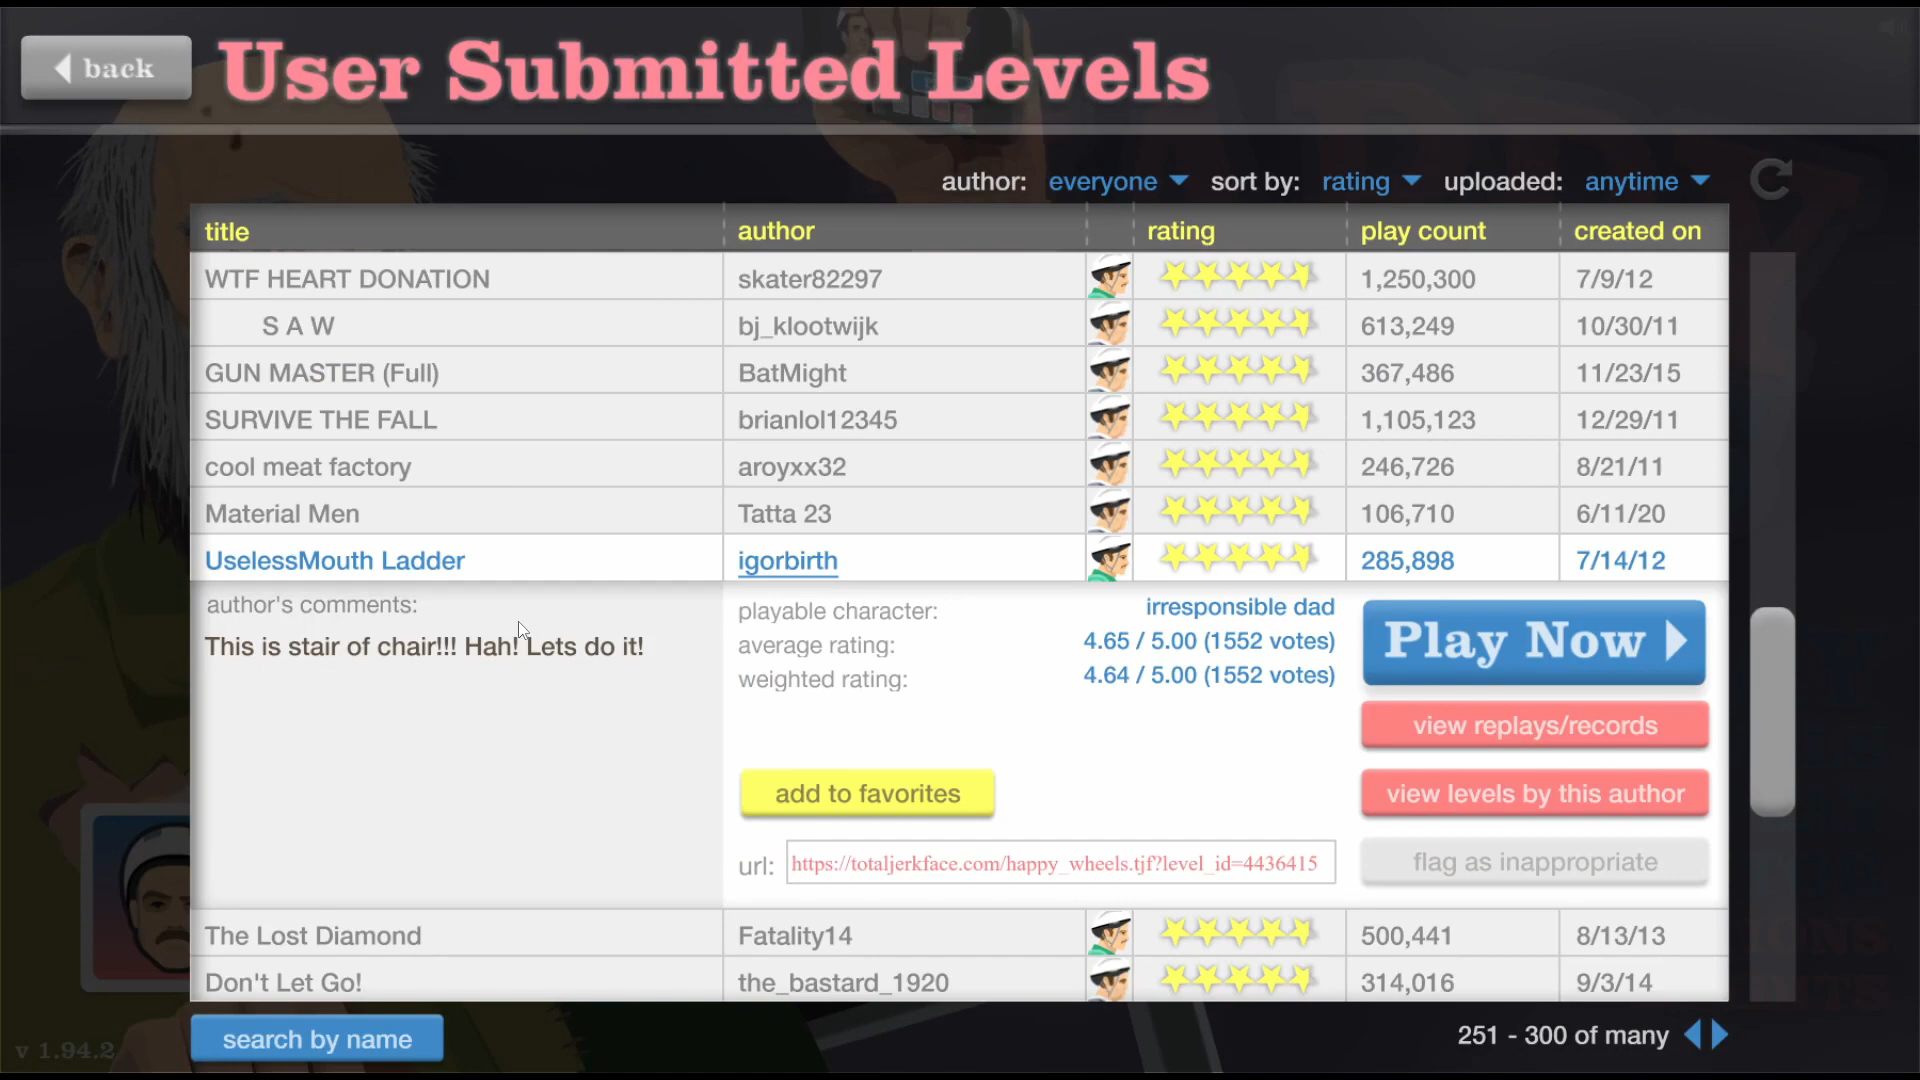 back
User Submitted Levels
author: everyone sort by: rating uploaded: anytime
title author rating play count created on
WTF HEART DONATION skater82297 1,250,300 7/9/12
S A W bj_klootwijk 613,249 10/30/11
GUN MASTER (Full) BatMight 367,486 11/23/15
SURVIVE THE FALL brianlol12345 1,105,123 12/29/11
cool meat factory aroyxx32 246,726 8/21/11
Material Men Tatta 23 106,710 6/11/20
UselessMouth Ladder igorbirth 285,898 7/14/12
author's comments:
This is stair of chair!!! Hah! Lets do it!
playable character: irresponsible dad
average rating: 4.65 / 5.00 (1552 votes)
weighted rating: 4.64 / 5.00 (1552 votes)
Play Now
view replays/records
add to favorites
view levels by this author
url: https://totaljerkface.com/happy_wheels.tjf?level_id=4436415
flag as inappropriate
The Lost Diamond Fatality14 500,441 8/13/13
Don't Let Go! the_bastard_1920 314,016 9/3/14
search by name
251 - 300 of many
v 1.94.2